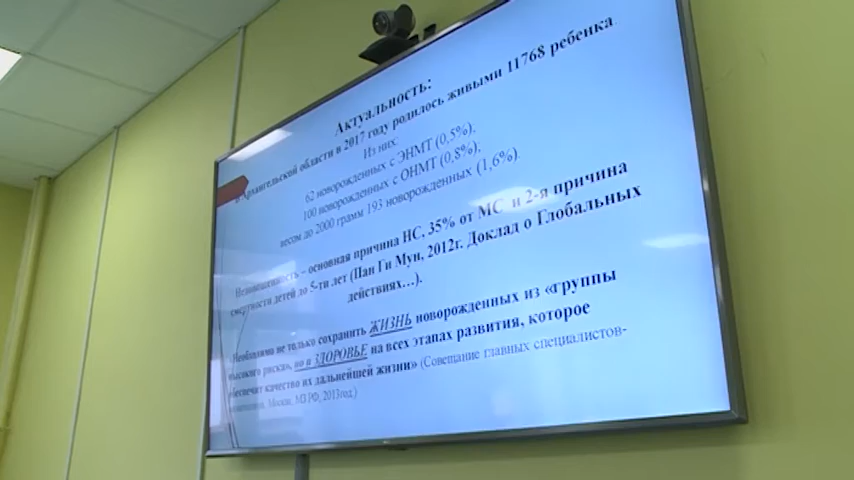 Актуальность:
в Архангельской области в 2017 году родилось живыми 11768 ребенка.
Из них:
62 новорожденных с ЭНМТ (0,5%),
100 новорожденных с ОНМТ (0,8%);
весом до 2000 грамм 193 новорожденных (1,6%).
Недоношенность – основная причина НС, 35% от МС и 2-я причина
смертности детей до 5-ти лет (Пан Ги Мун, 2012г. Доклад о Глобальных
действиях...).
«Необходимо не только сохранить ЖИЗНЬ новорожденных из «группы
высокого риска», но и ЗДОРОВЬЕ на всех этапах развития, которое
обеспечит качество их дальнейшей жизни» (Совещание главных специалистов-
Москва, МЗ РФ, 2013год.)